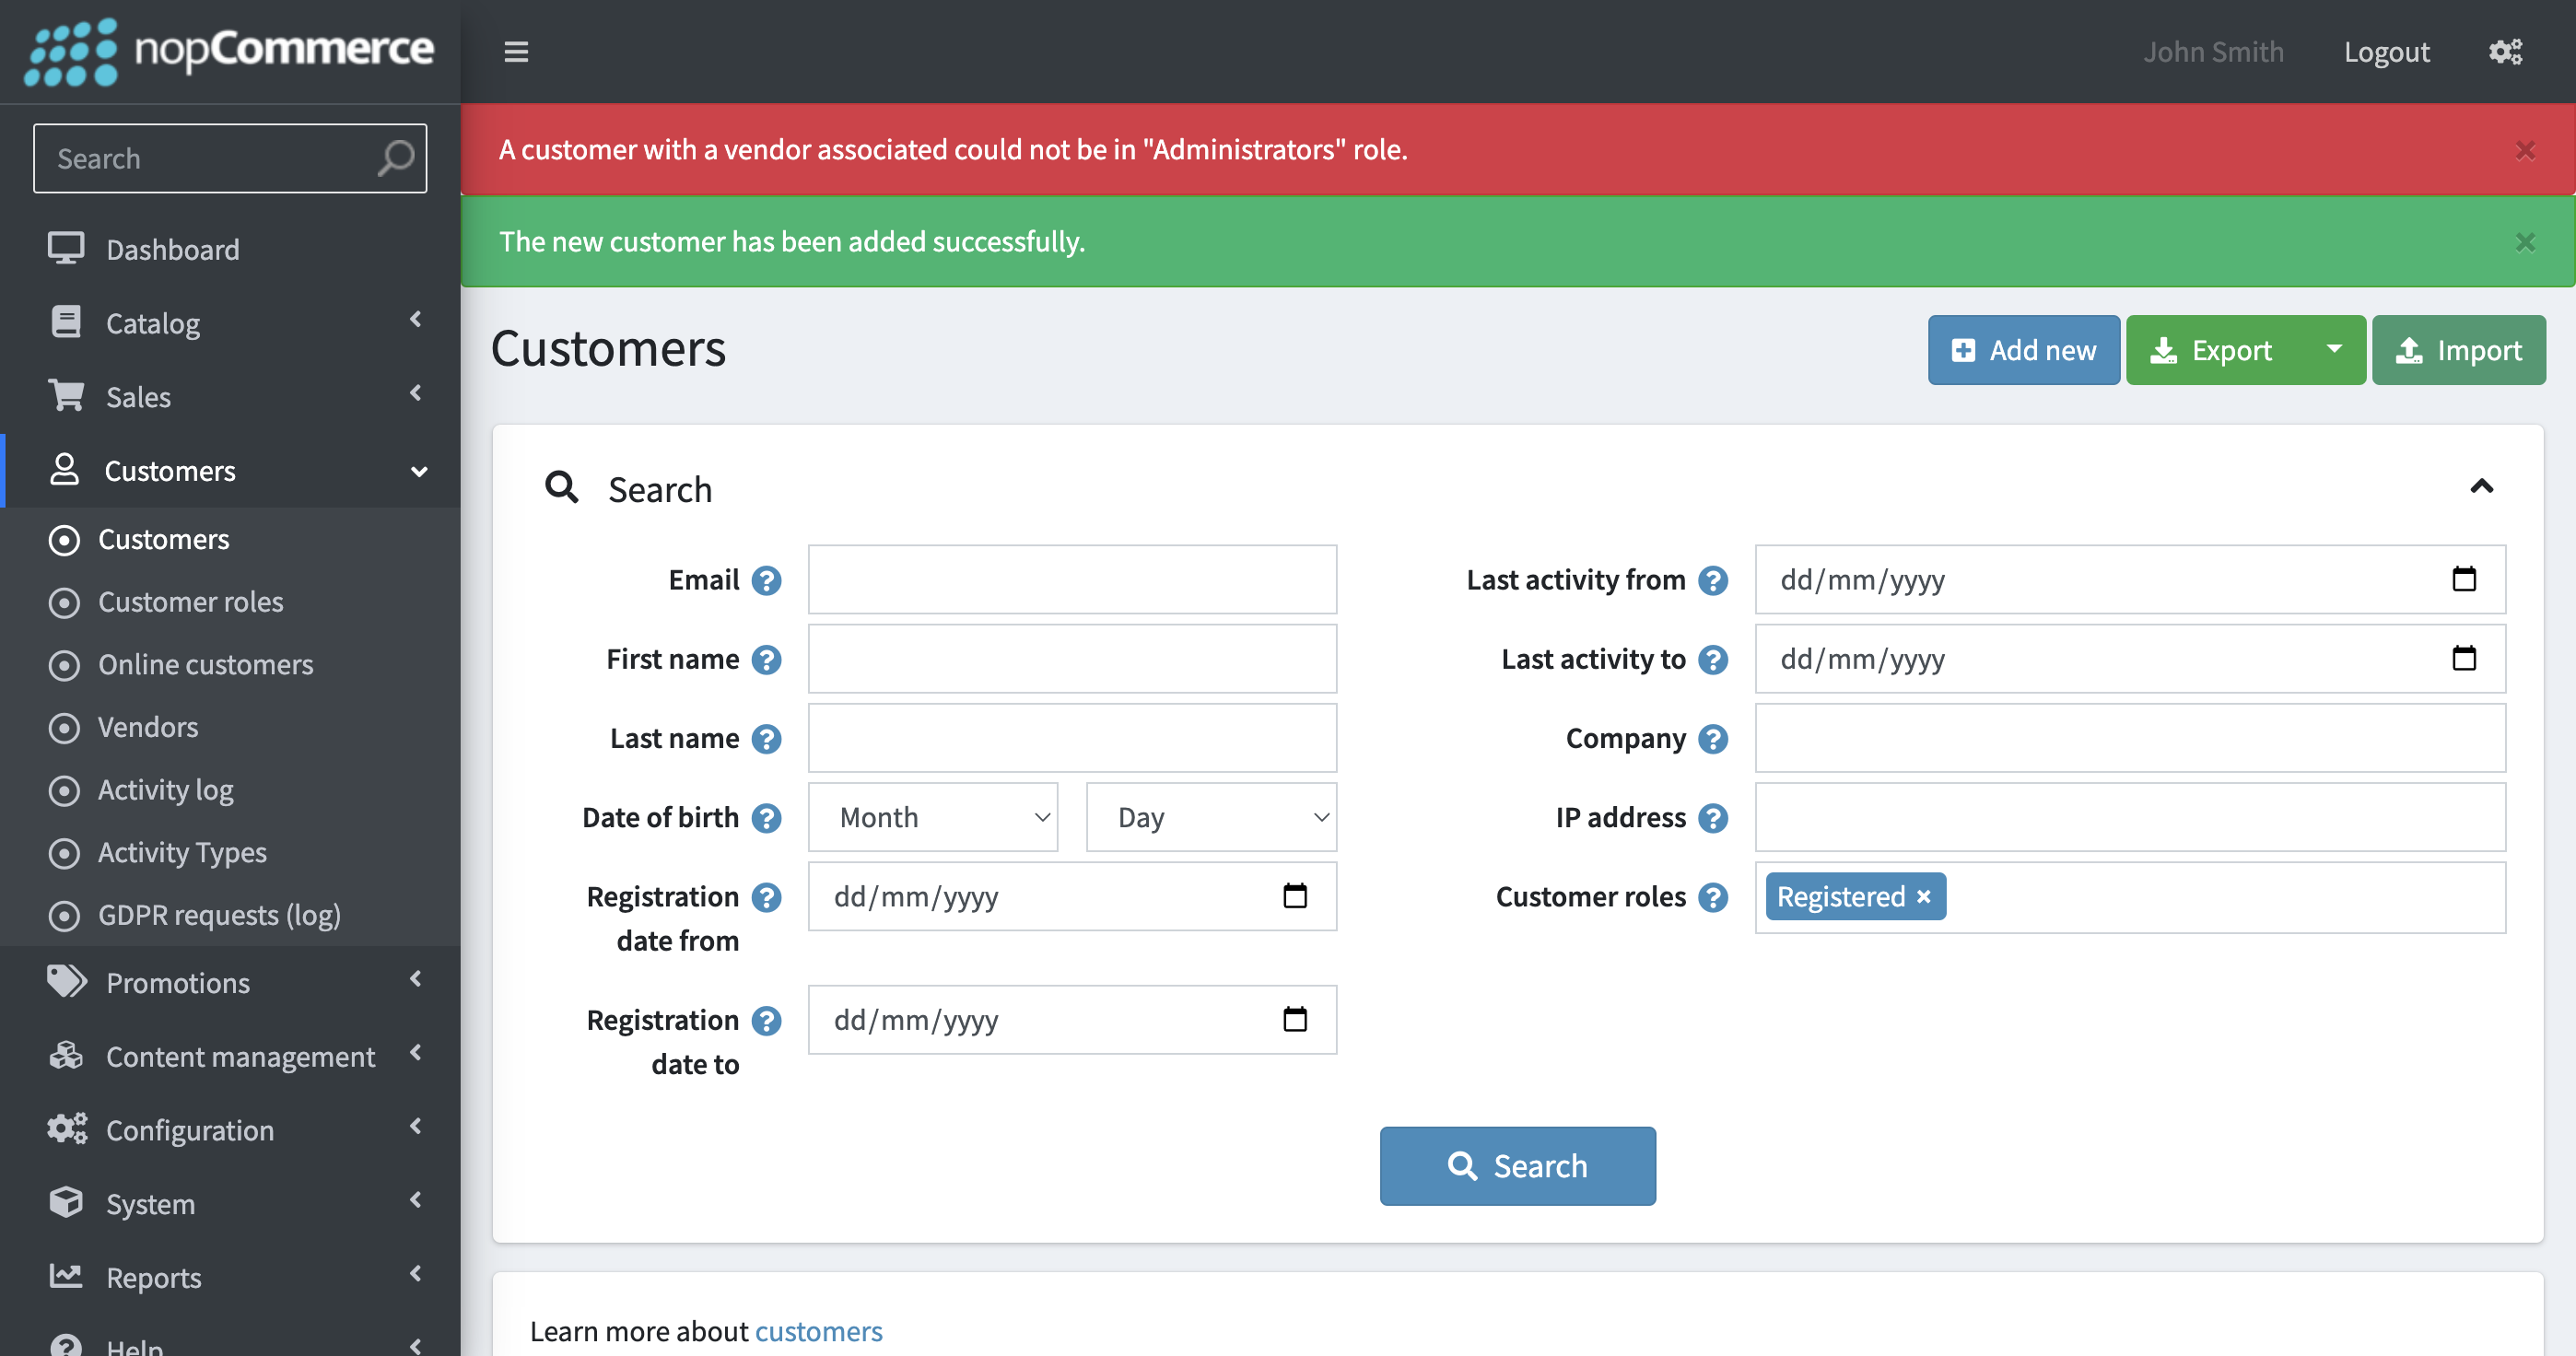 nopCommerce
John Smith
Logout
Search
A customer with a vendor associated could not be in "Administrators" role.
The new customer has been added successfully.
Dashboard
Catalog
Sales
Customers
Customers
Customer roles
Online customers
Vendors
Activity log
Activity Types
GDPR requests (log)
Promotions
Content management
Configuration
System
Reports
Help
Customers
Add new
Export
Import
Search
Email
First name
Last name
Date of birth
Month
Day
Registration
date from
dd/mm/yyyy
Registration
date to
dd/mm/yyyy
Last activity from
dd/mm/yyyy
Last activity to
dd/mm/yyyy
Company
IP address
Customer roles
Registered
Search
Learn more about customers